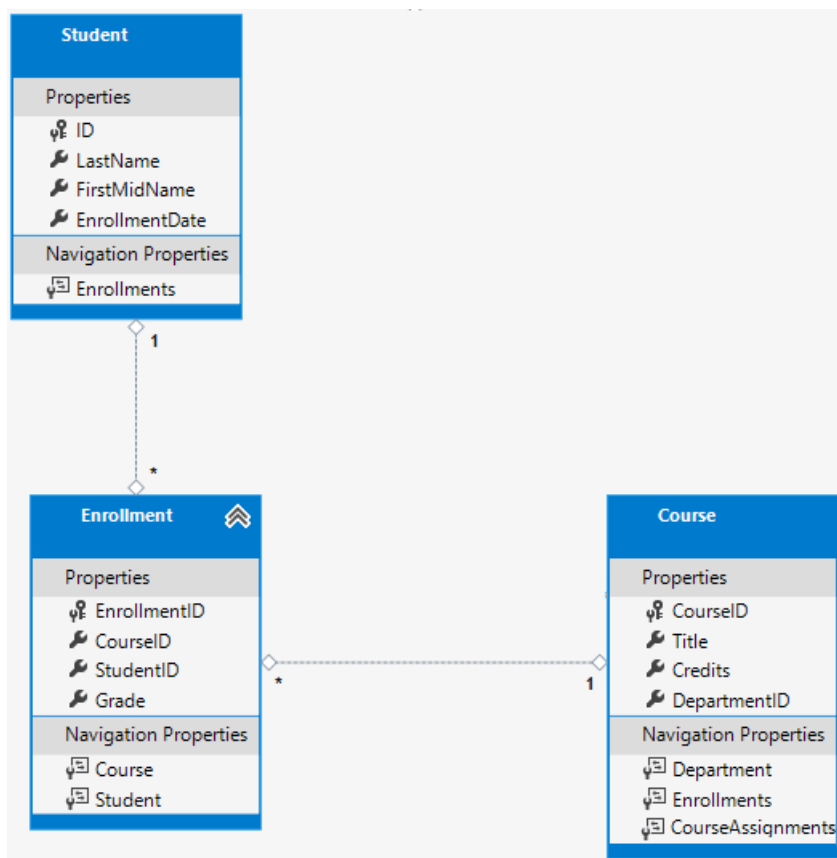 Student
Properties
ID
LastName
FirstMidName
EnrollmentDate
Navigation Properties
Enrollments
1
*
Enrollment
Properties
EnrollmentID
CourseID
StudentID
Grade
Navigation Properties
Course
Student
*
1
Course
Properties
CourseID
Title
Credits
DepartmentID
Navigation Properties
Department
Enrollments
CourseAssignments